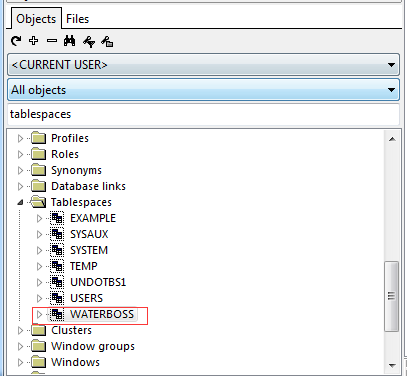 Objects Files
<CURRENT USER>
All objects
tablespaces
Profiles
Roles
Synonyms
Database links
Tablespaces
EXAMPLE
SYSAUX
SYSTEM
TEMP
UNDOTBS1
USERS
WATERBOSS
Clusters
Window groups
Windows